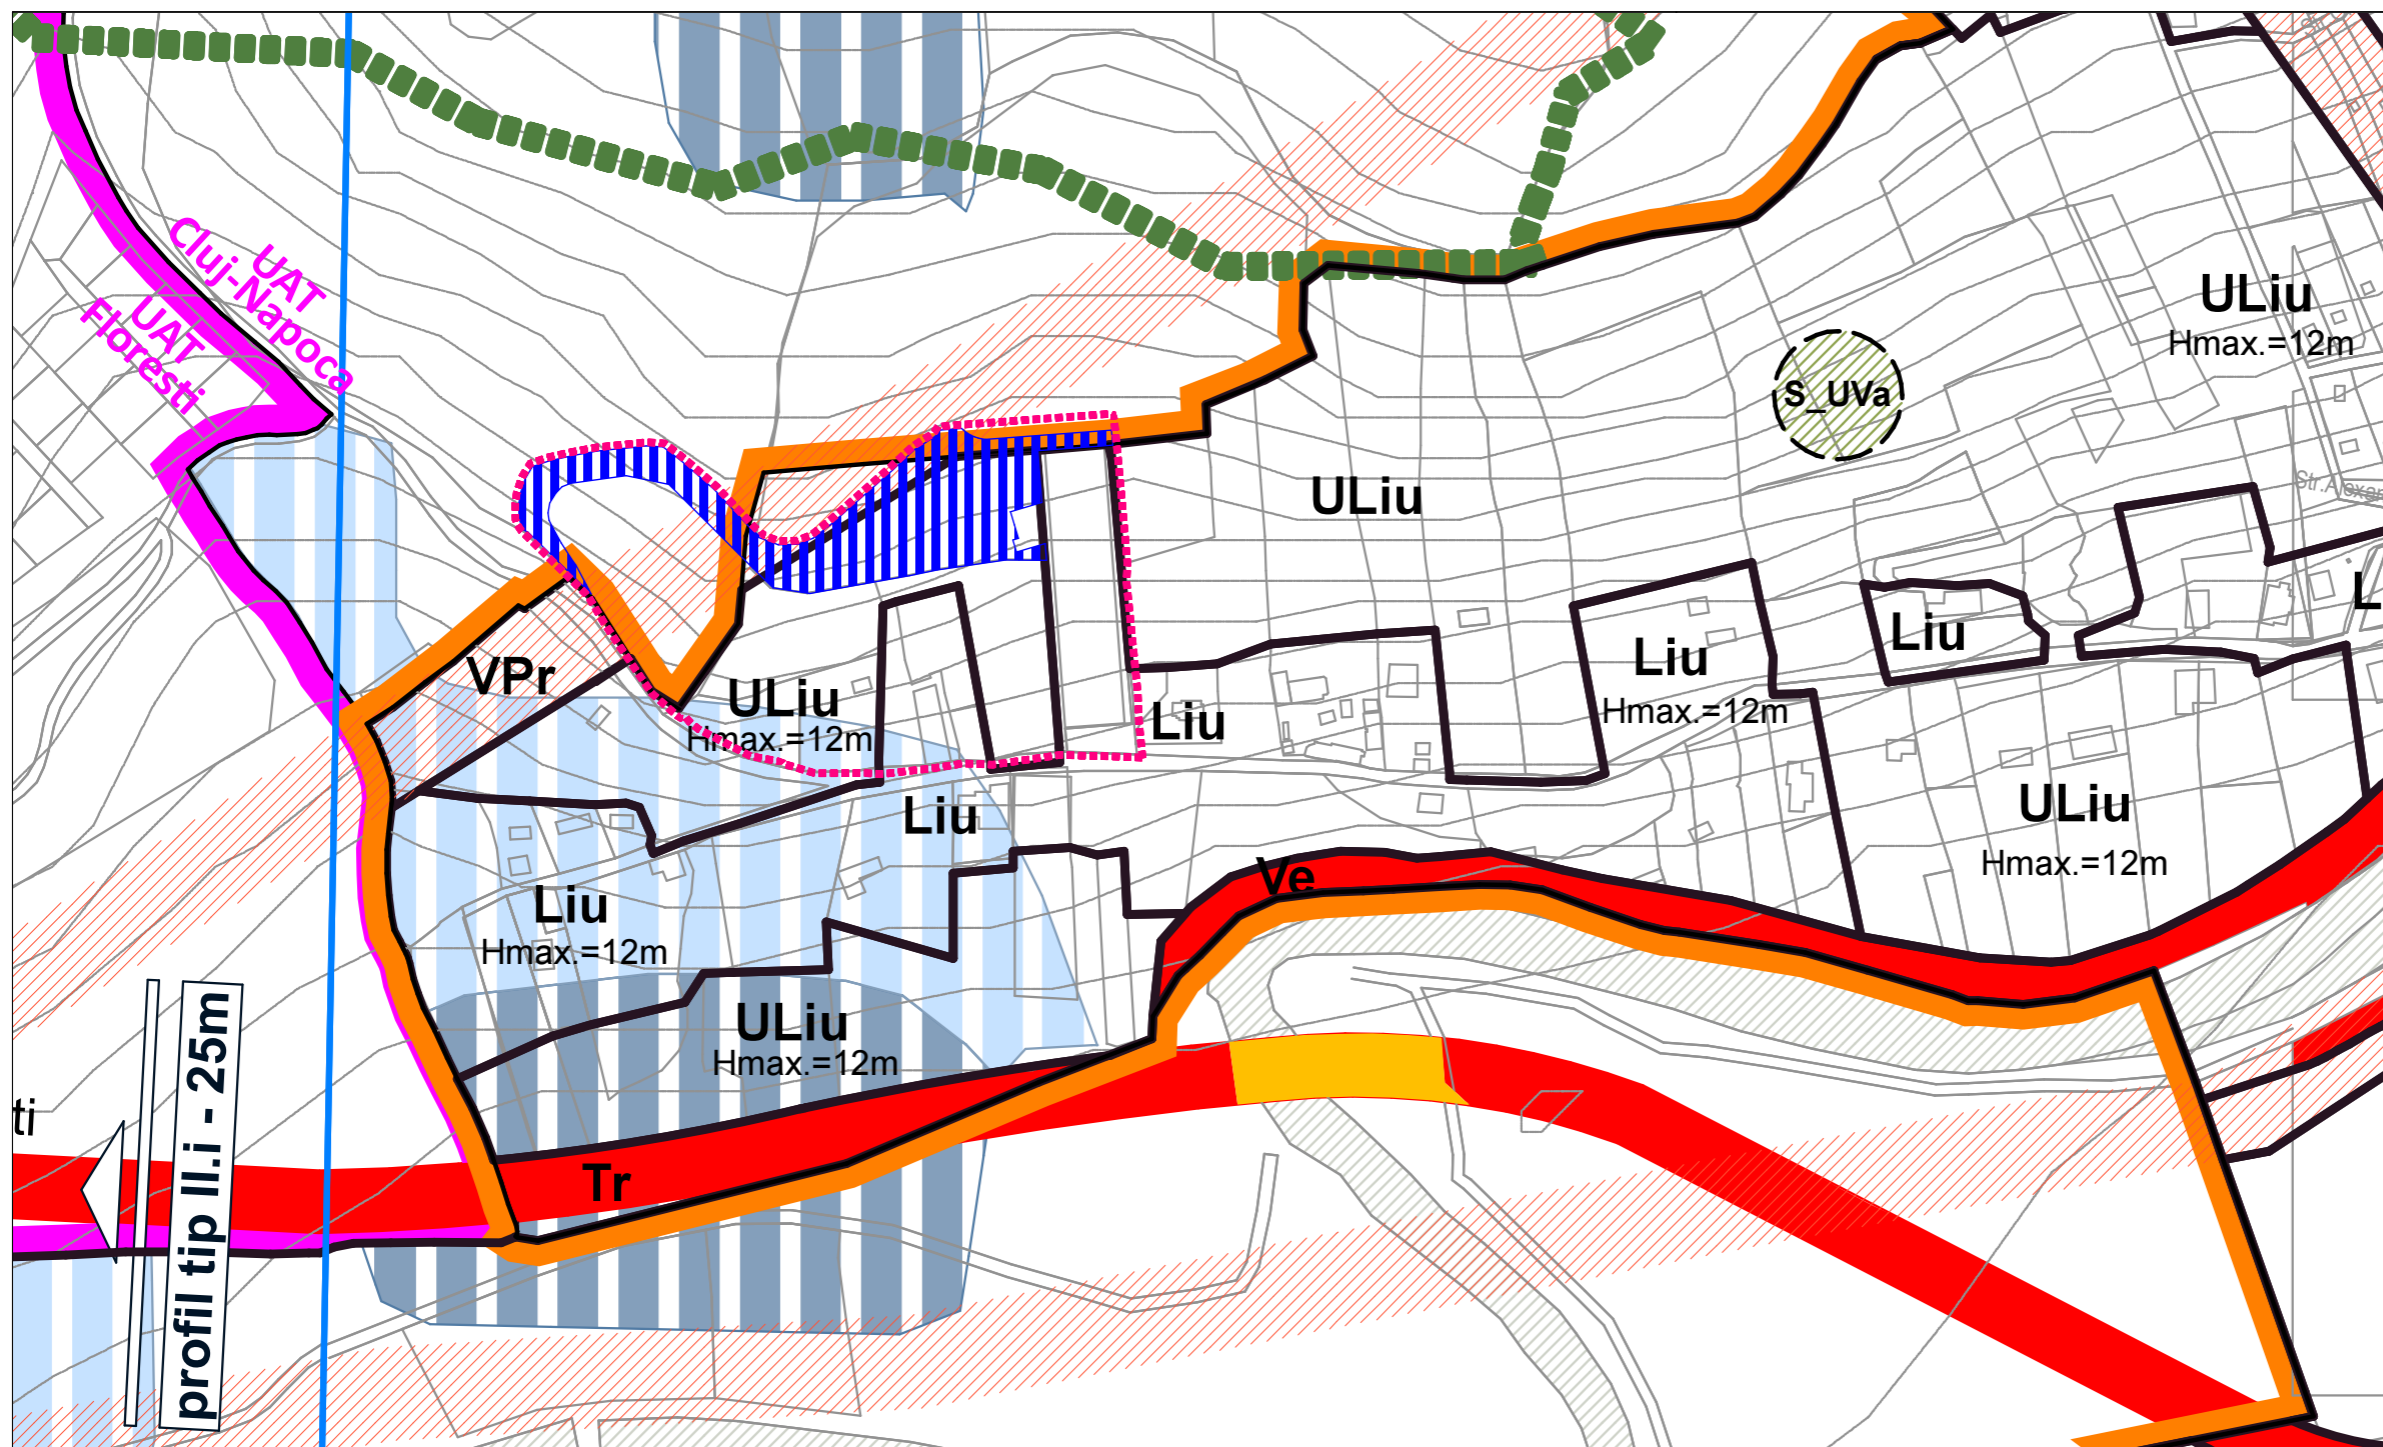 UAT
Cluj-Napoca
UAT
Floresti
ULiu
Hmax.=12m
S_UVa
ULiu
Liu
Hmax.=12m
Liu
L
VPr
ULiu
Hmax.=12m
Liu
Liu
ULiu
Hmax.=12m
Ve
Liu
Hmax.=12m
ULiu
Hmax.=12m
ti
Tr
profil tip II.i - 25m